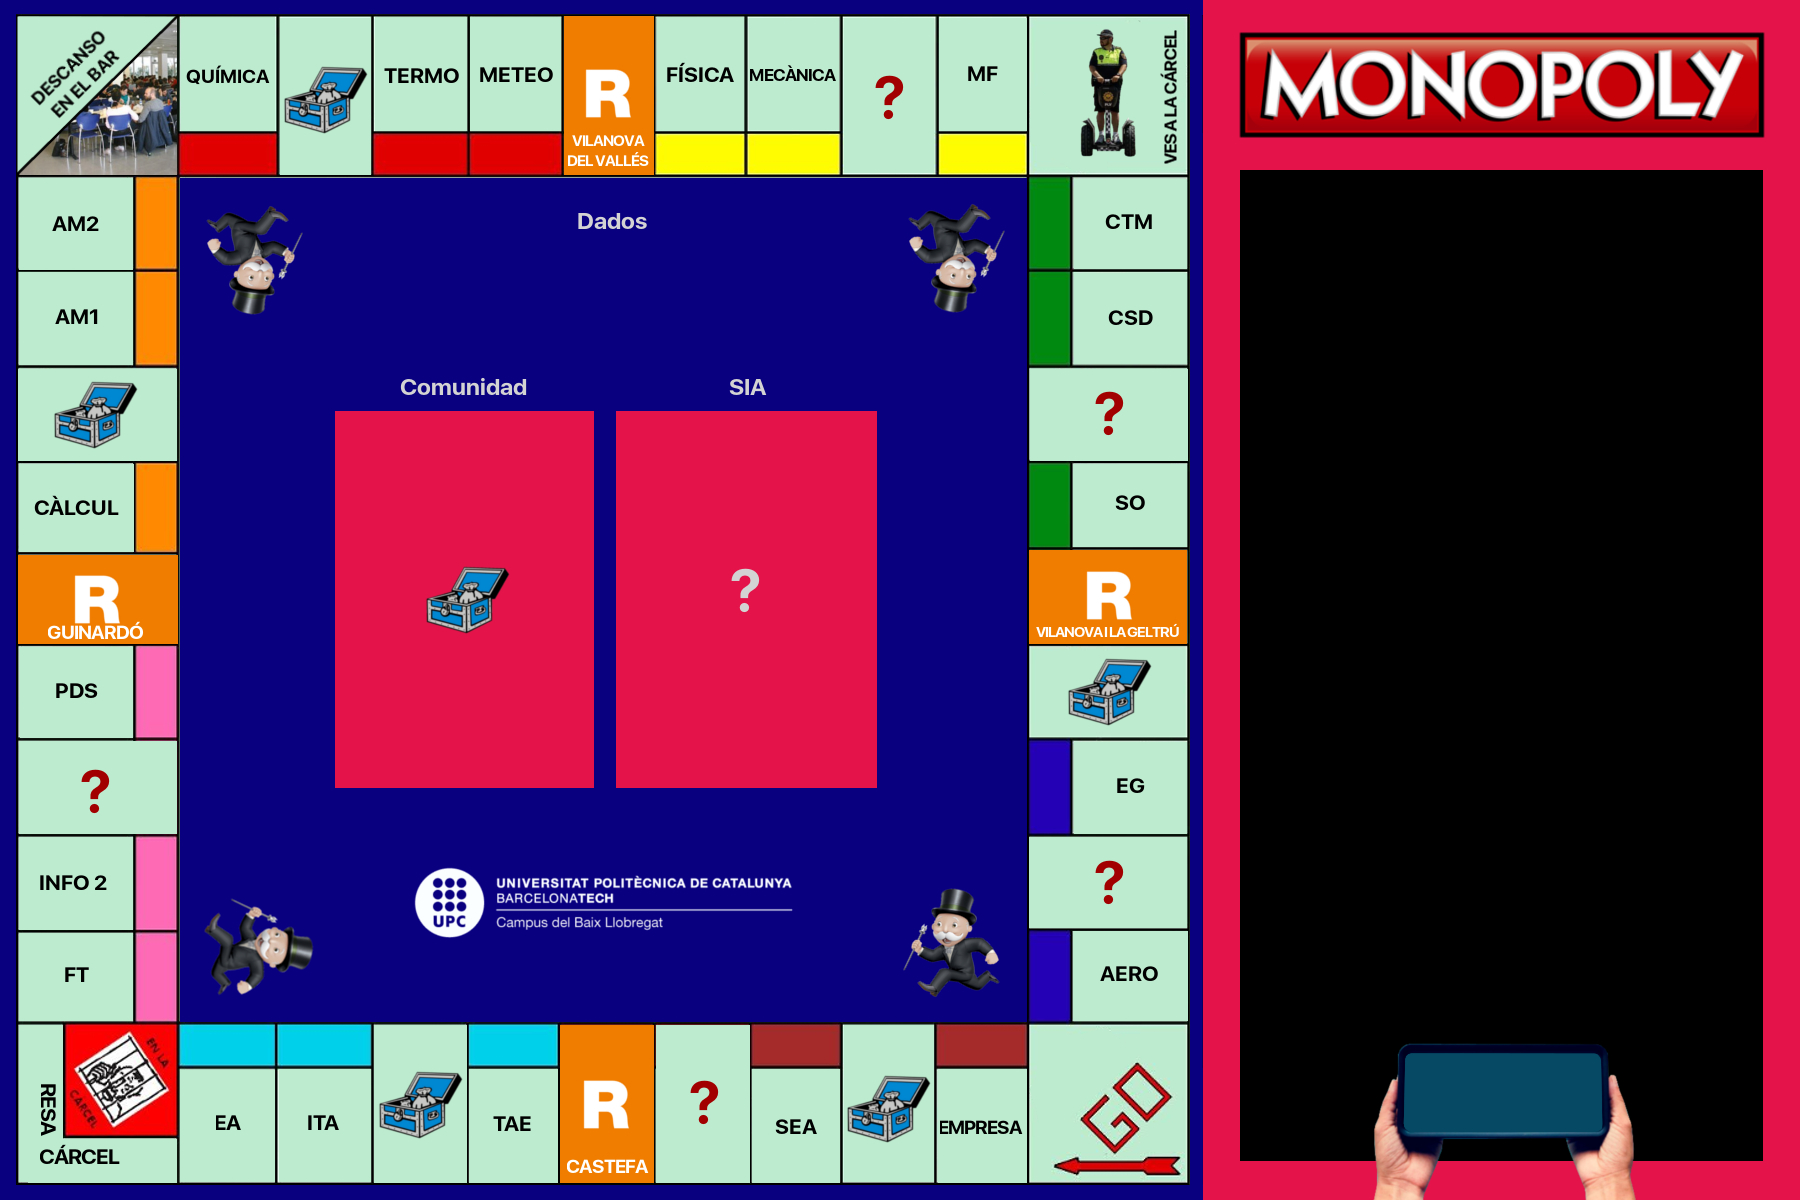 DESCANSO
EN EL BAR
QUÍMICA
TERMO
METEO
R
VILANOVA
DEL VALLÉS
FÍSICA
MECÀNICA
?
MF
VES A LA CÁRCEL
MONOPOLY
AM2
AM1
CÀLCUL
R
GUINARDÓ
PDS
?
INFO 2
FT
Dados
Comunidad
SIA
?
UPC
UNIVERSITAT POLITÈCNICA DE CATALUNYA
BARCELONATECH
Campus del Baix Llobregat
CTM
CSD
?
SO
R
VILANOVA I LA GELTRÚ
EG
?
AERO
RESA
CÁRCEL
EN LA
CÁRCEL
EA
ITA
TAE
R
CASTEFA
?
SEA
EMPRESA
GO